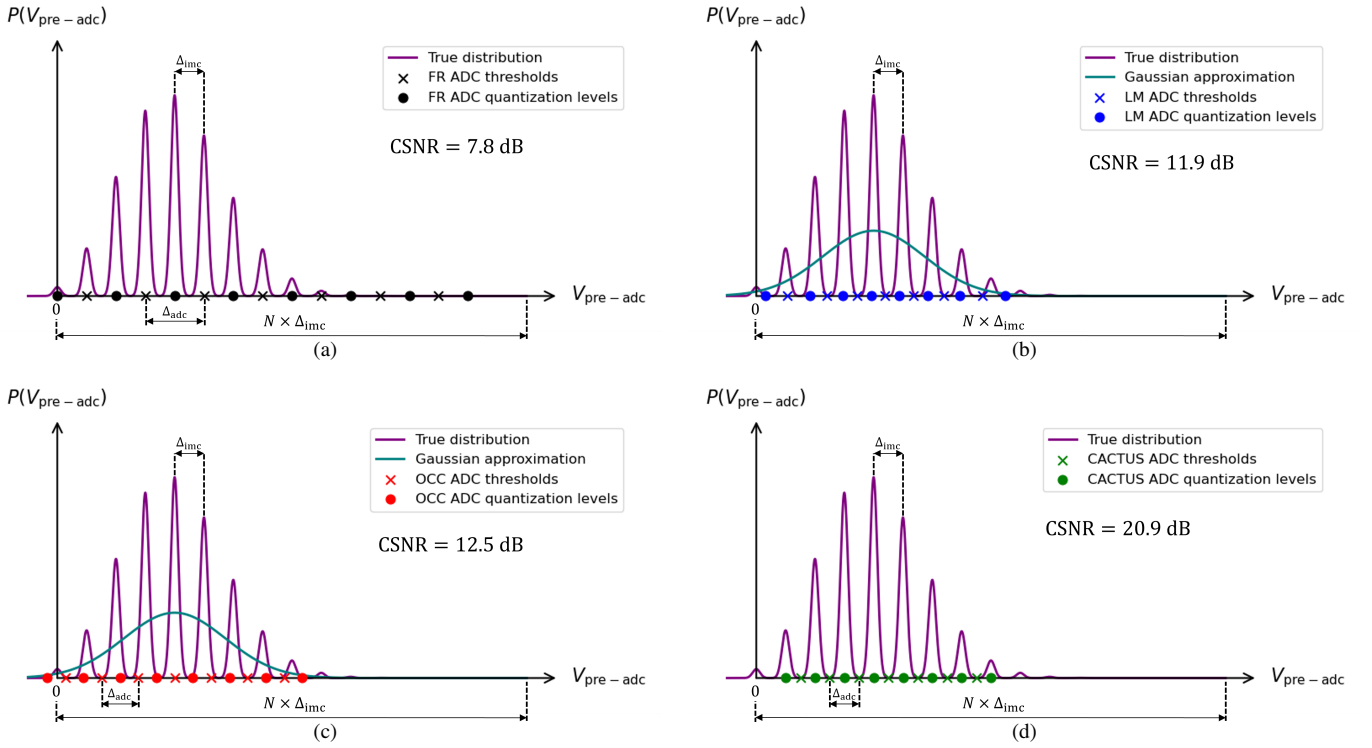 P(V_pre−adc)
Δ_imc
True distribution
FR ADC thresholds
FR ADC quantization levels
CSNR = 7.8 dB
V_pre−adc
0
Δ_adc
N × Δ_imc
(a)
P(V_pre−adc)
Δ_imc
True distribution
Gaussian approximation
LM ADC thresholds
LM ADC quantization levels
CSNR = 11.9 dB
V_pre−adc
0
N × Δ_imc
(b)
P(V_pre−adc)
Δ_imc
True distribution
Gaussian approximation
OCC ADC thresholds
OCC ADC quantization levels
CSNR = 12.5 dB
V_pre−adc
0
Δ_adc
N × Δ_imc
(c)
P(V_pre−adc)
Δ_imc
True distribution
CACTUS ADC thresholds
CACTUS ADC quantization levels
CSNR = 20.9 dB
V_pre−adc
0
Δ_adc
N × Δ_imc
(d)